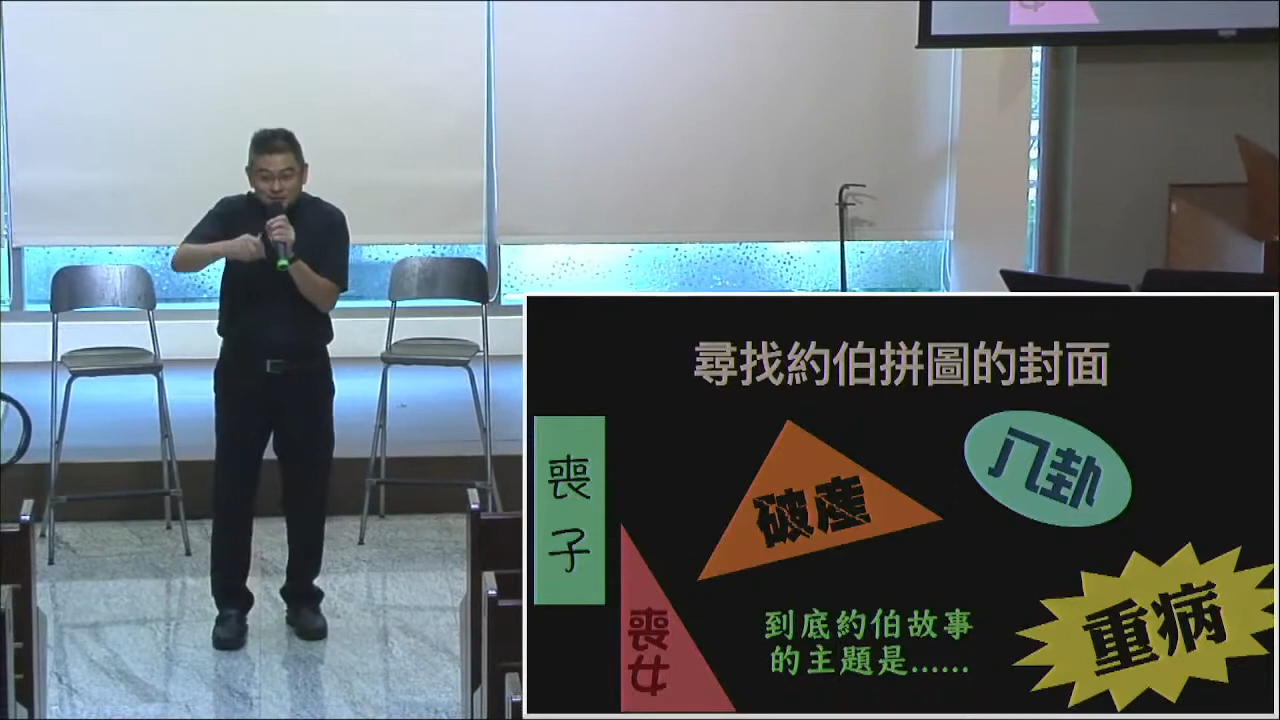 尋找約伯拼圖的封面
喪
子
破產
八卦
喪
女
到底約伯故事
的主題是......
重病